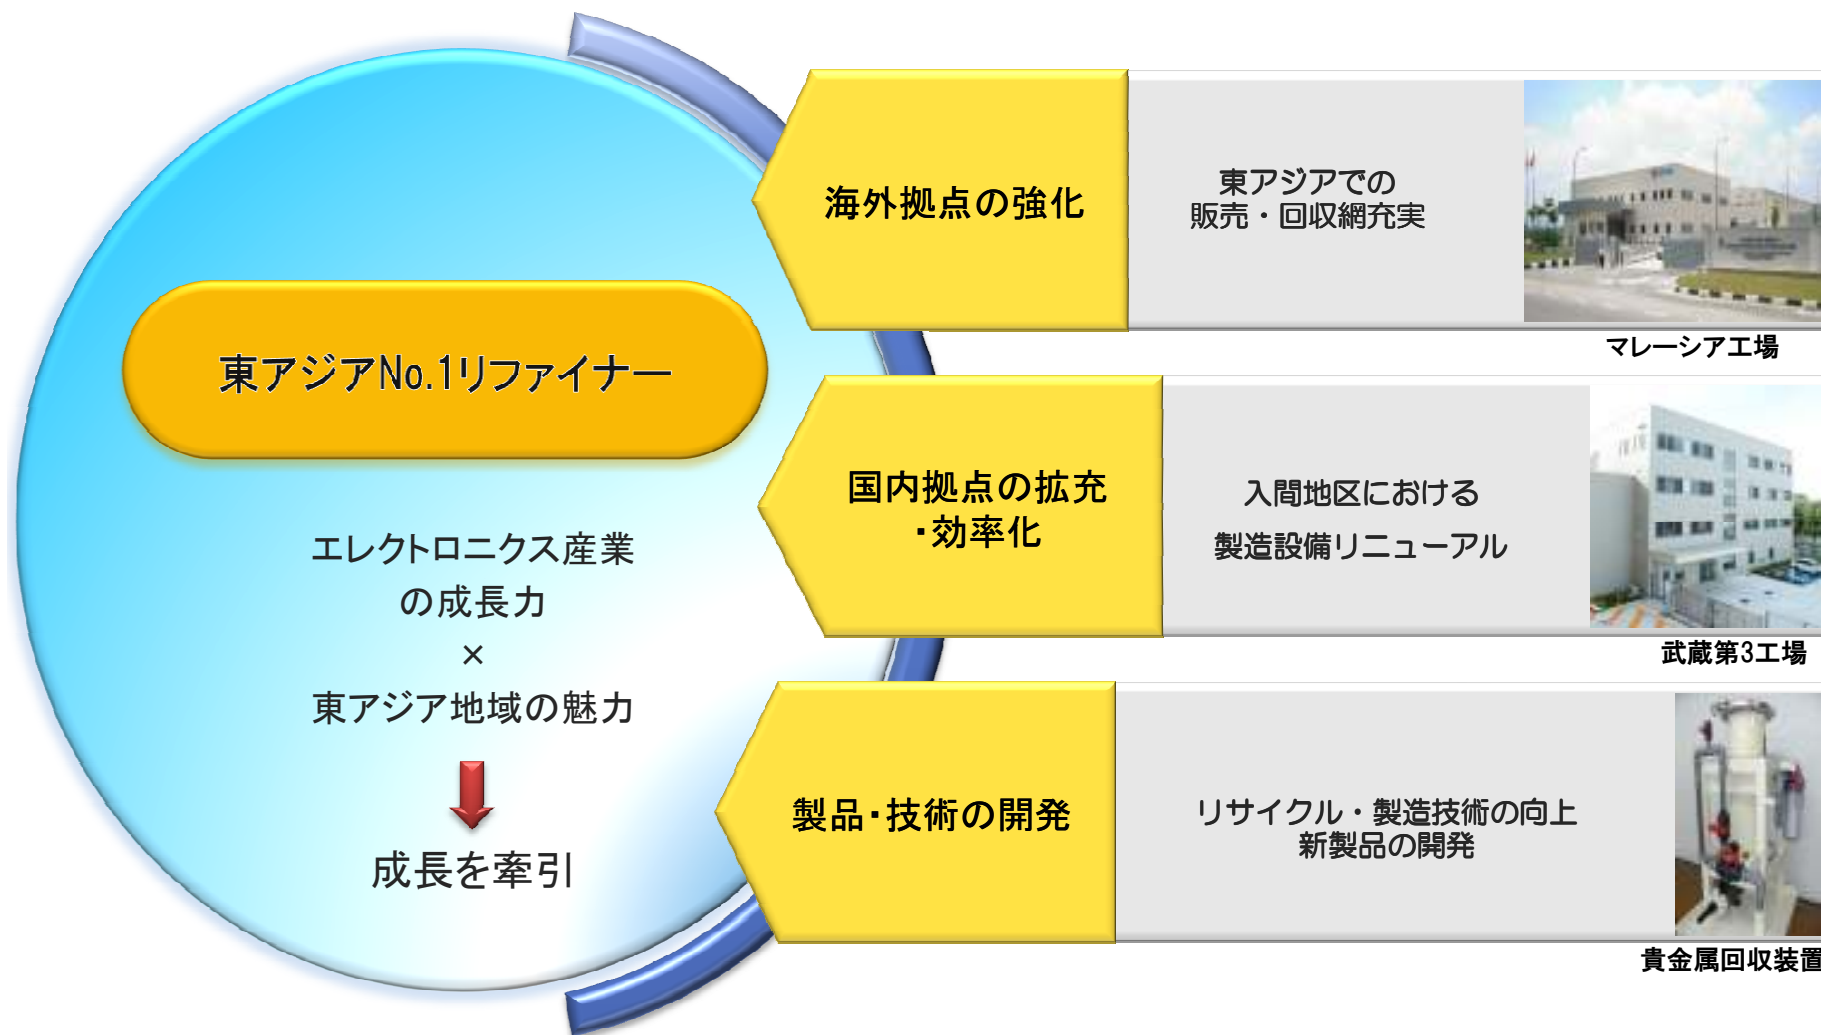 東アジアNo.1リファイナー
エレクトロニクス産業
の成長力
×
東アジア地域の魅力
成長を牽引
海外拠点の強化
東アジアでの
販売・回収網充実
マレーシア工場
国内拠点の拡充
・効率化
入間地区における
製造設備リニューアル
武蔵第3工場
製品・技術の開発
リサイクル・製造技術の向上
新製品の開発
貴金属回収装置